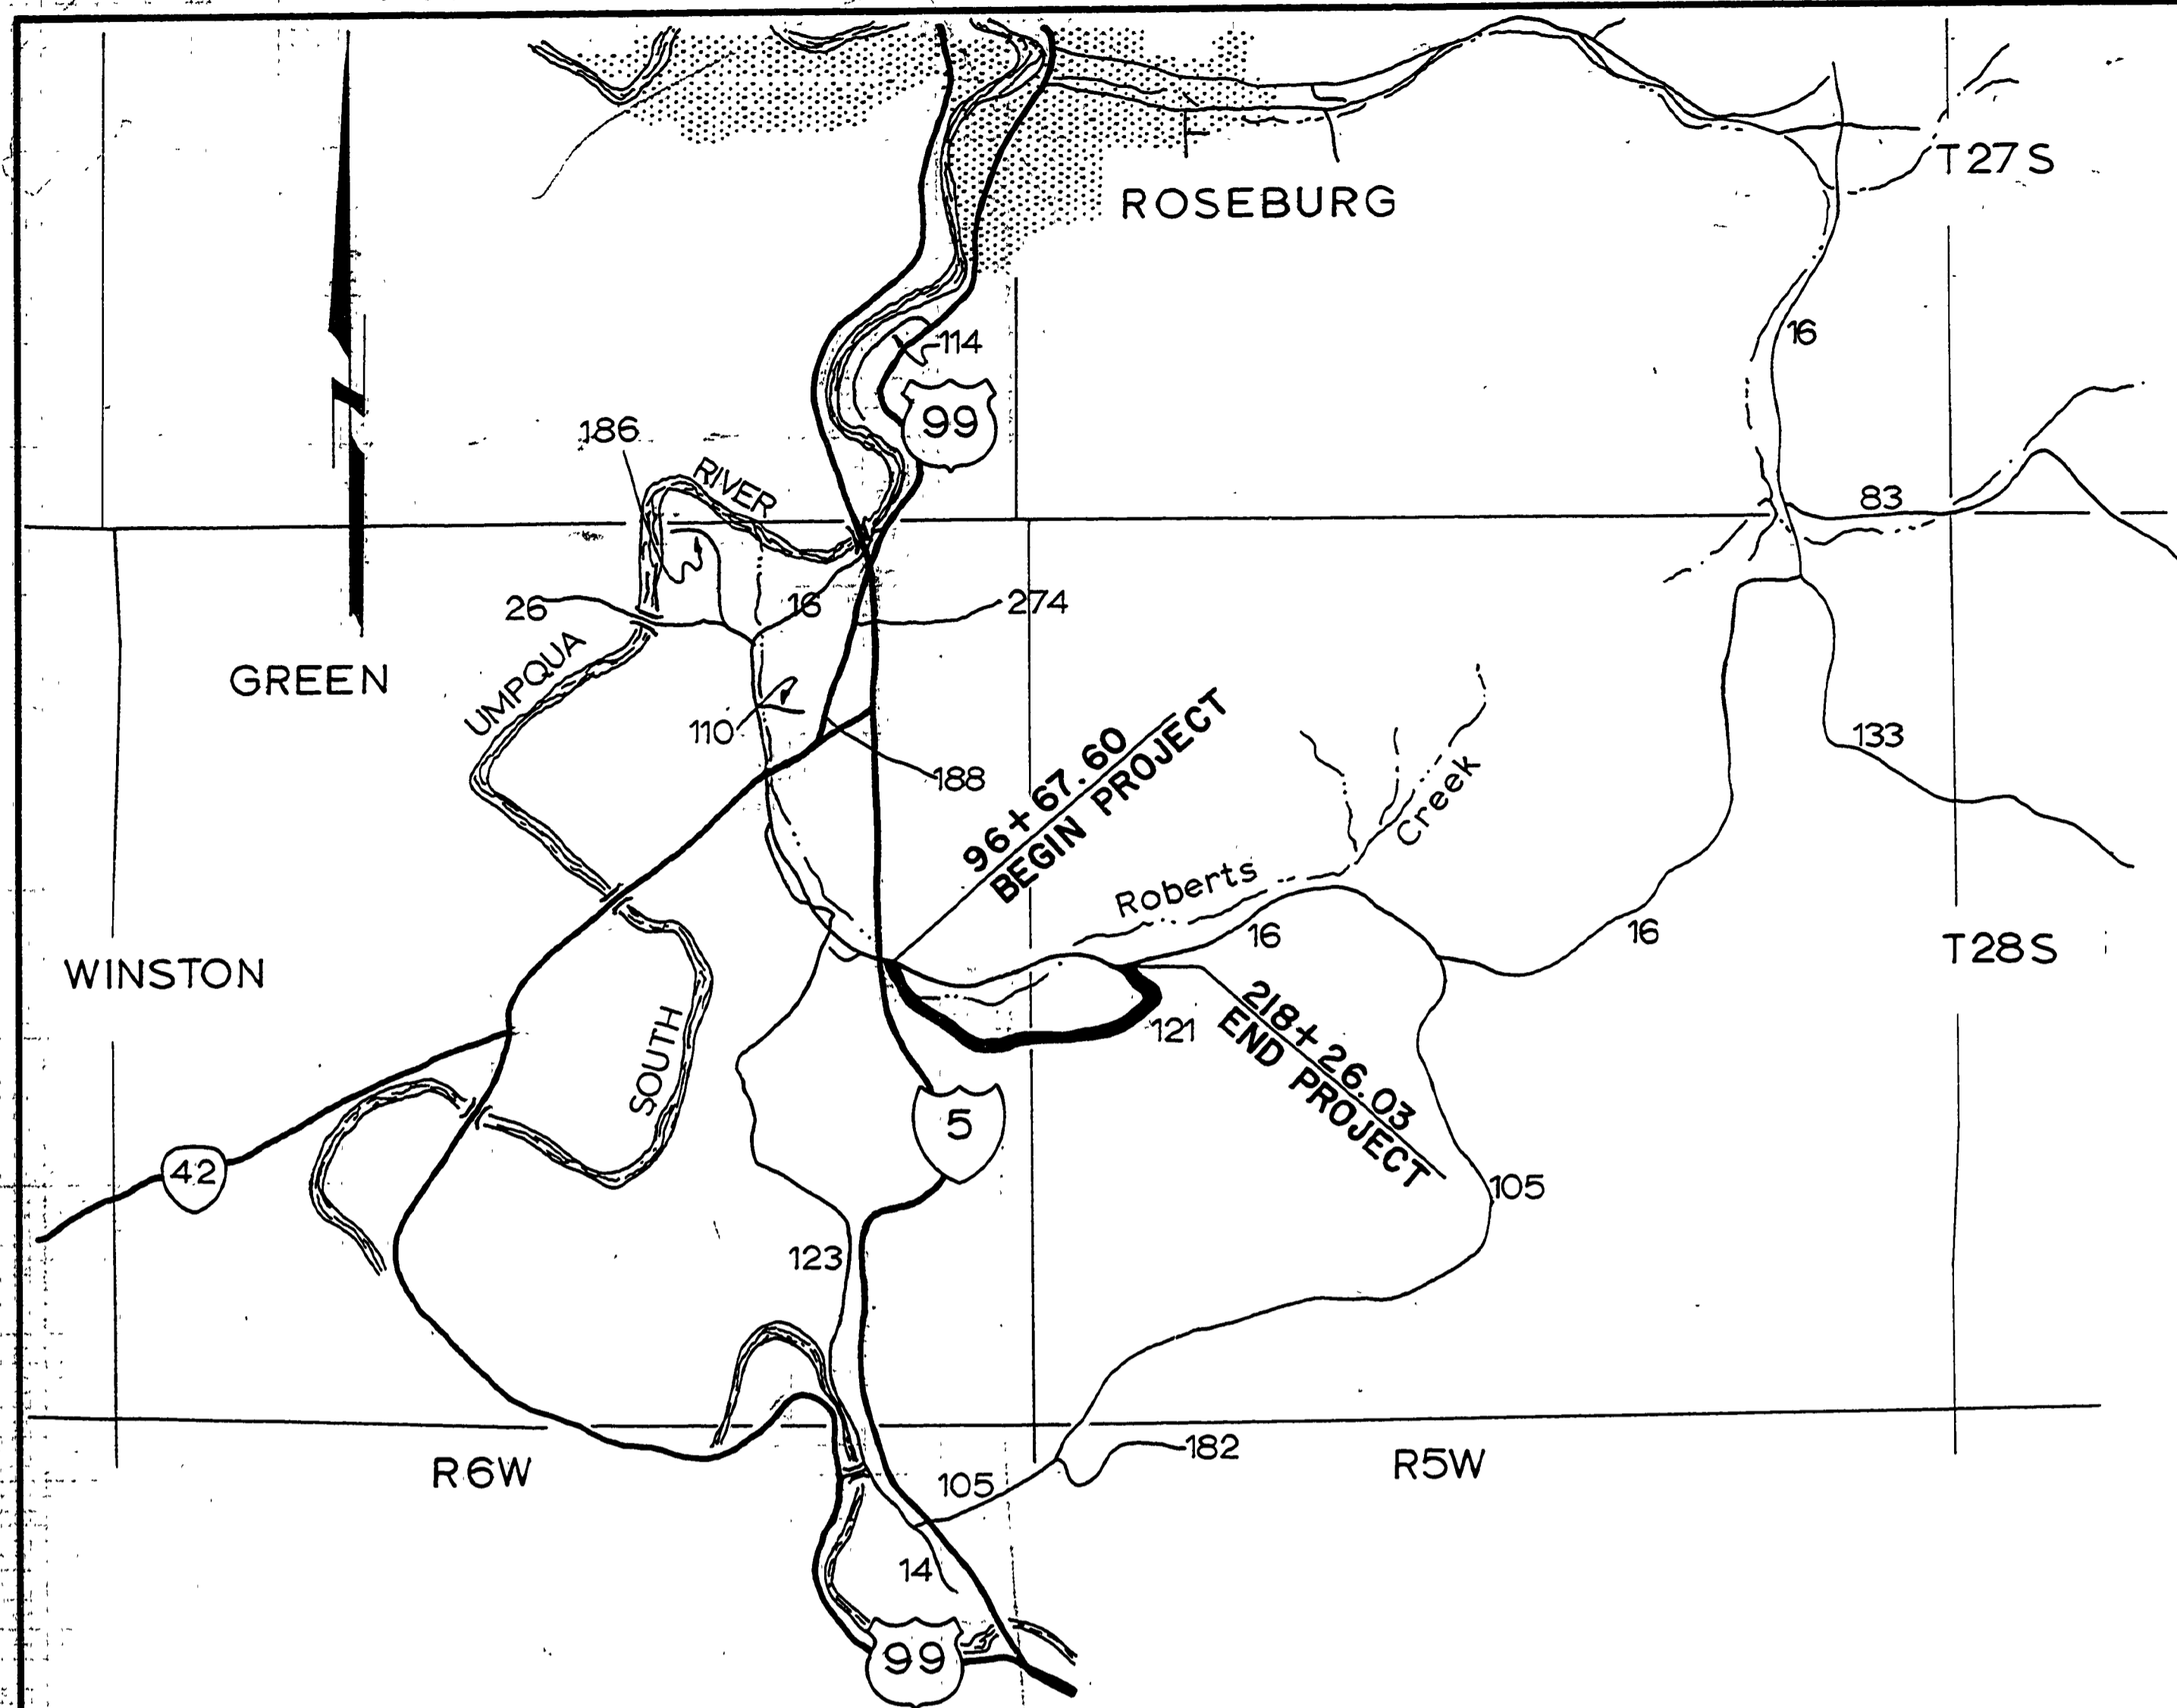 T27S
ROSEBURG
16
114
99
186
RIVER
83
26
16
274
UMPQUA
GREEN
110
188
133
96+67.60
BEGIN PROJECT
Roberts
Creek
16
16
T28S
WINSTON
SOUTH
121
218+26.03
END PROJECT
5
42
105
123
182
R6W
R5W
105
14
99
N